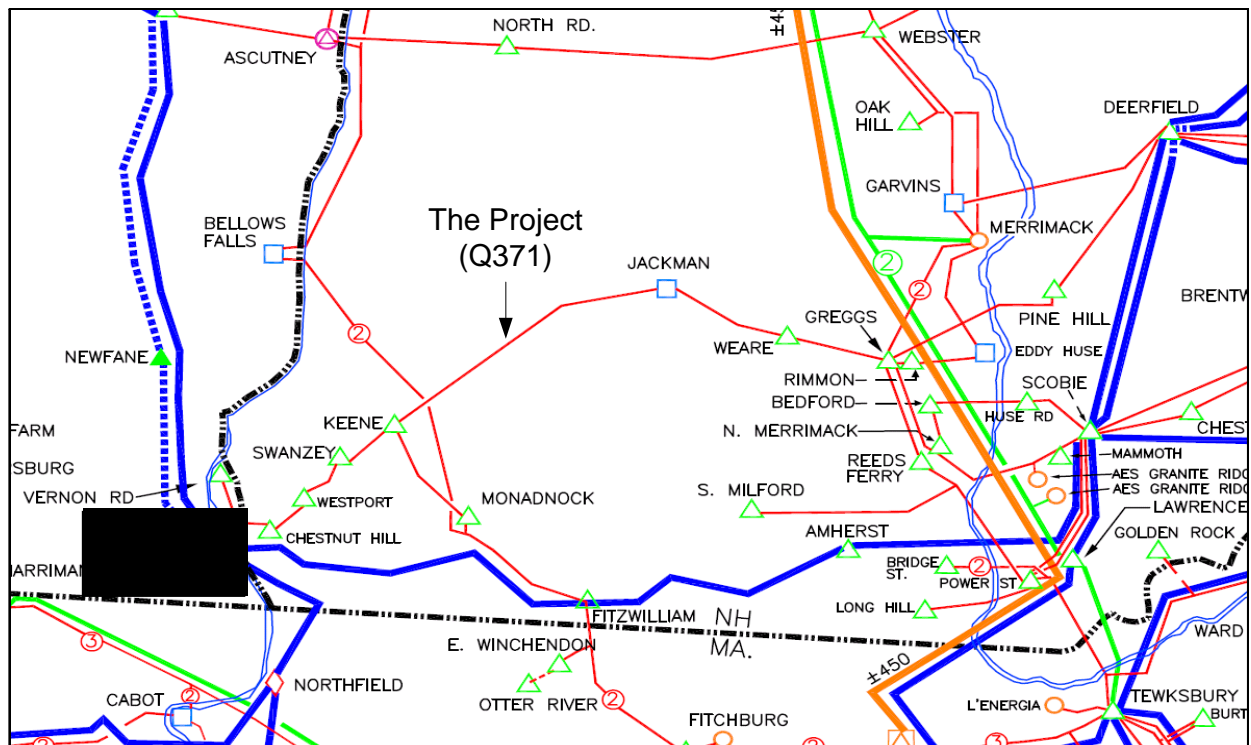 ±45
NORTH RD.
WEBSTER
ASCUTNEY
OAK
HILL
DEERFIELD
GARVINS
BELLOWS
FALLS
The Project
(Q371)
MERRIMACK
JACKMAN
2
2
2
BRENTW
GREGGS
PINE HILL
NEWFANE
WEARE
EDDY HUSE
RIMMON
SCOBIE
BEDFORD
HUSE RD
KEENE
CHEST
FARM
N. MERRIMACK
SWANZEY
MAMMOTH
SBURG
REEDS
FERRY
AES GRANITE RIDG
VERNON RD
WESTPORT
MONADNOCK
S. MILFORD
AES GRANITE RIDG
LAWRENCE
CHESTNUT HILL
AMHERST
GOLDEN ROCK
BRIDGE
ST.
2
POWER ST
HARRIMAN
LONG HILL
FITZWILLIAM
NH
MA.
WARD
E. WINCHENDON
3
±450
NORTHFIELD
CABOT
2
OTTER RIVER
2
L'ENERGIA
TEWKSBURY
FITCHBURG
BURT
2
2
3
2